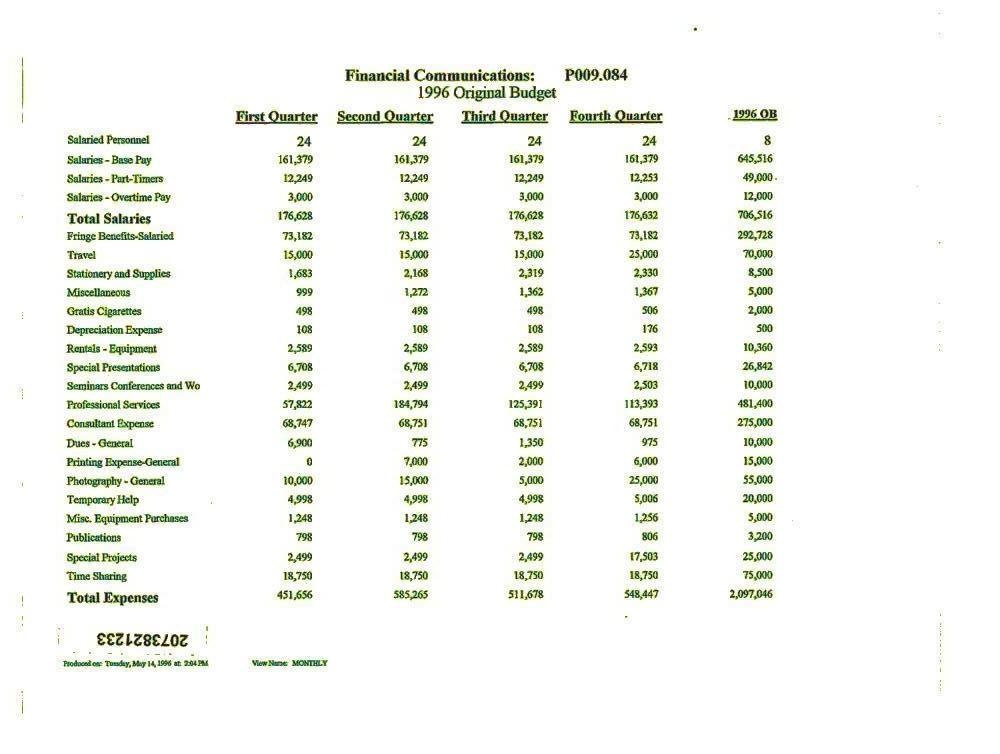 Financial Communications: P009.084
1996 Original Budget
First Quarter Second Quarter Third Quarter Fourth Quarter 1996 OB
Salaried Personnel 24 24 24 24 8
Salaries - Base Pay 161,379 161,379 161,379 161,379 645,516
Salaries - Part-Timers 12,249 12,249 12,249 12,253 49,000
Salaries - Overtime Pay 3,000 3,000 3,000 3,000 12,000
Total Salaries 176,628 176,628 176,628 176,632 706,516
Fringe Benefits-Salaried 73,182 73,182 73,182 73,182 292,728
Travel 15,000 15,000 15,000 25,000 70,000
Stationery and Supplies 1,683 2,168 2,319 2,330 8,500
Miscellaneous 999 1,272 1,362 1,367 5,000
Gratis Cigarettes 498 498 498 506 2,000
Depreciation Expense 108 108 108 176 500
Rentals - Equipment 2,589 2,589 2,589 2,593 10,360
Special Presentations 6,708 6,708 6,708 6,718 26,842
Seminars Conferences and Wo 2,499 2,499 2,499 2,503 10,000
Professional Services 57,822 184,794 125,391 113,393 481,400
Consultant Expense 68,747 68,751 68,751 68,751 275,000
Dues - General 6,900 775 1,350 975 10,000
Printing Expense-General 0 7,000 2,000 6,000 15,000
Photography - General 10,000 15,000 5,000 25,000 55,000
Temporary Help 4,998 4,998 4,998 5,006 20,000
Misc. Equipment Purchases 1,248 1,248 1,248 1,256 5,000
Publications 798 798 798 806 3,200
Special Projects 2,499 2,499 2,499 17,503 25,000
Time Sharing 18,750 18,750 18,750 18,750 75,000
Total Expenses 451,656 585,265 511,678 548,447 2,097,046
2073821233
Produced on: Tuesday, May 14, 1996 at: 2:04 PM View Name: MONTHLY